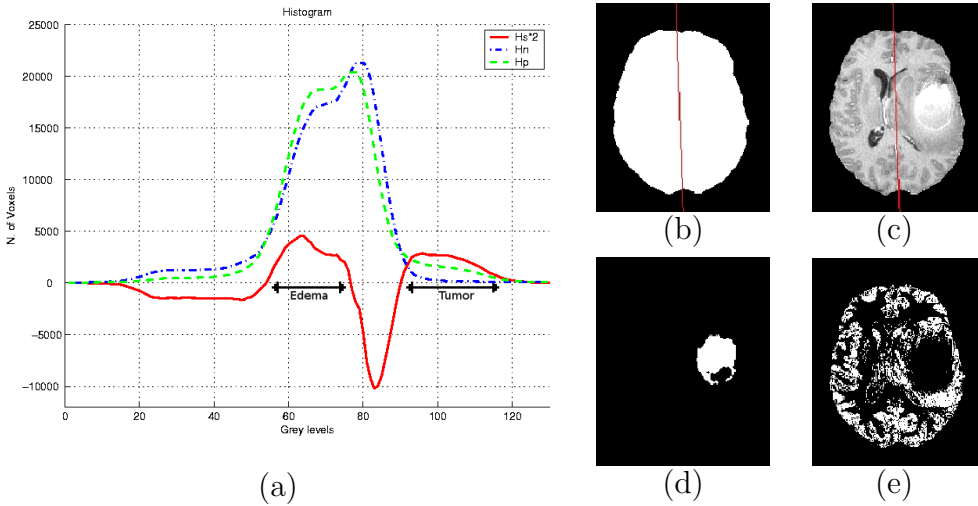 Histogram
25000
20000
15000
10000
5000
0
−5000
−10000
N. of Voxels
Hs*2
Hn
Hp
Edema
Tumor
0 20 40 60 80 100 120
Grey levels
(a)
(b)
(c)
(d)
(e)